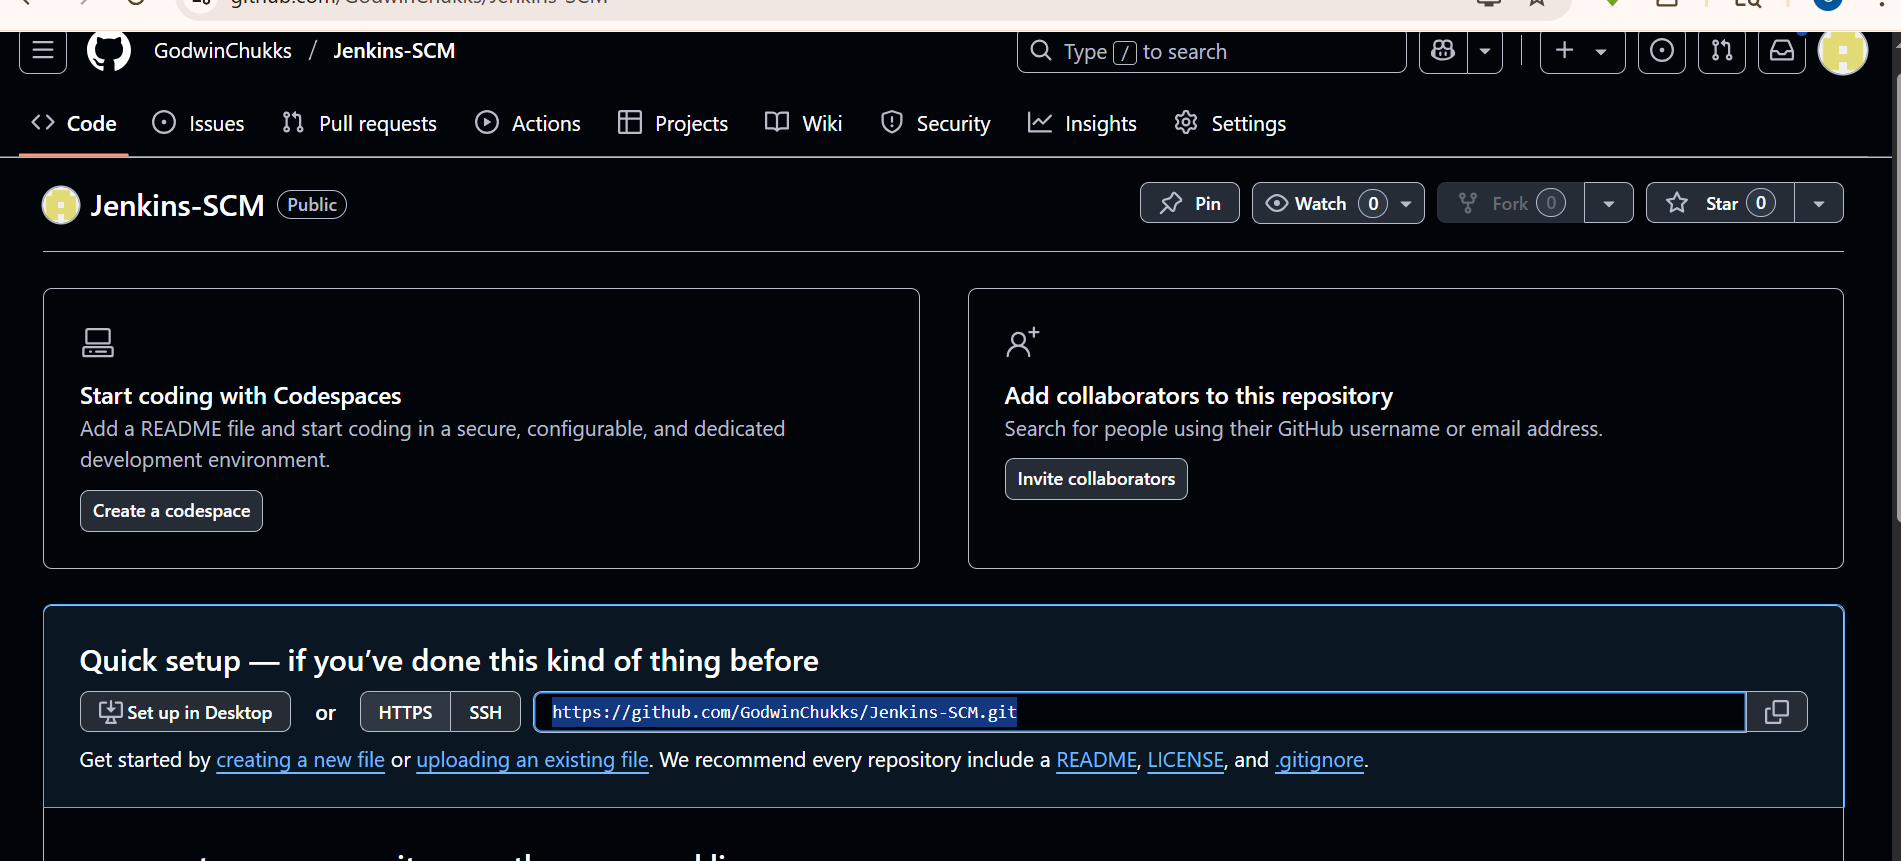 github.com/GodwinChukks/Jenkins-SCM
GodwinChukks / Jenkins-SCM
Type / to search
Code Issues Pull requests Actions Projects Wiki Security Insights Settings
Jenkins-SCM Public
Pin Watch 0 Fork 0 Star 0
Start coding with Codespaces
Add a README file and start coding in a secure, configurable, and dedicated
development environment.
Create a codespace
Add collaborators to this repository
Search for people using their GitHub username or email address.
Invite collaborators
Quick setup — if you’ve done this kind of thing before
Set up in Desktop or HTTPS SSH https://github.com/GodwinChukks/Jenkins-SCM.git
Get started by creating a new file or uploading an existing file. We recommend every repository include a README, LICENSE, and .gitignore.